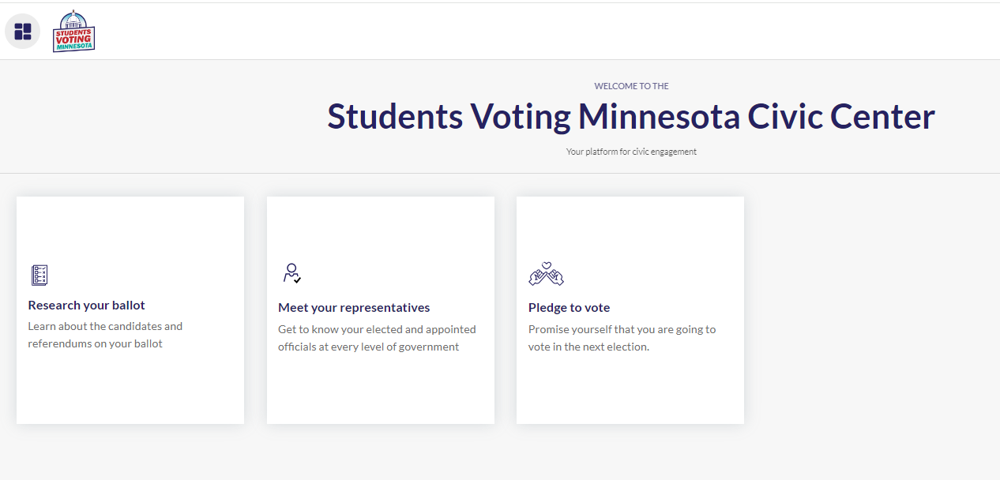 STUDENTS
VOTING
MINNESOTA
WELCOME TO THE
Students Voting Minnesota Civic Center
Your platform for civic engagement
Research your ballot
Learn about the candidates and
referendums on your ballot
Meet your representatives
Get to know your elected and appointed
officials at every level of government
Pledge to vote
Promise yourself that you are going to
vote in the next election.